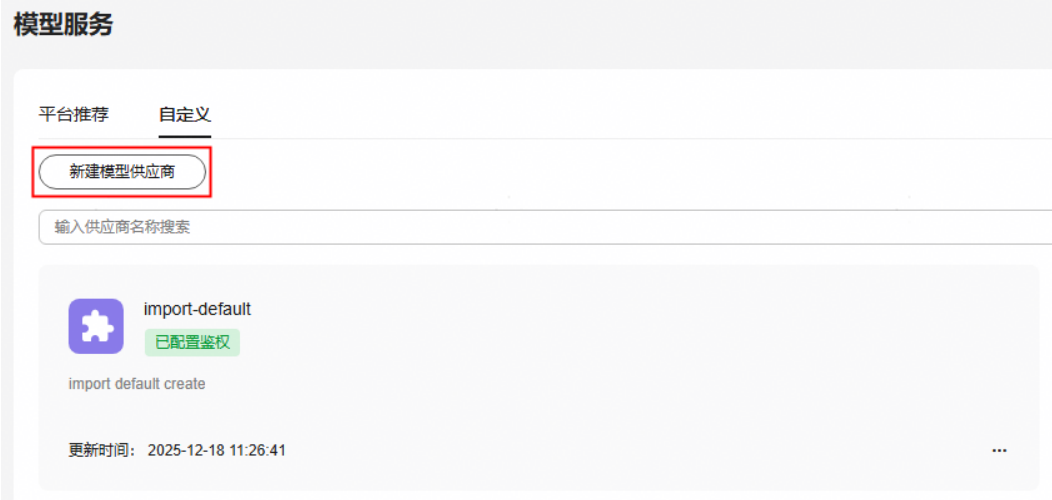 模型服务
平台推荐 自定义
新建模型供应商
输入供应商名称搜索
import-default
已配置鉴权
import default create
更新时间： 2025-12-18 11:26:41 ...